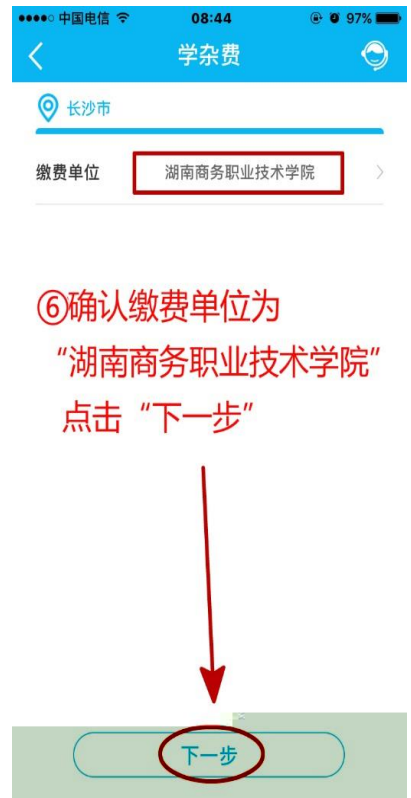 中国电信 08:44 97%
学杂费
长沙市
缴费单位 湖南商务职业技术学院
⑥确认缴费单位为
“湖南商务职业技术学院”
点击“下一步”
下一步